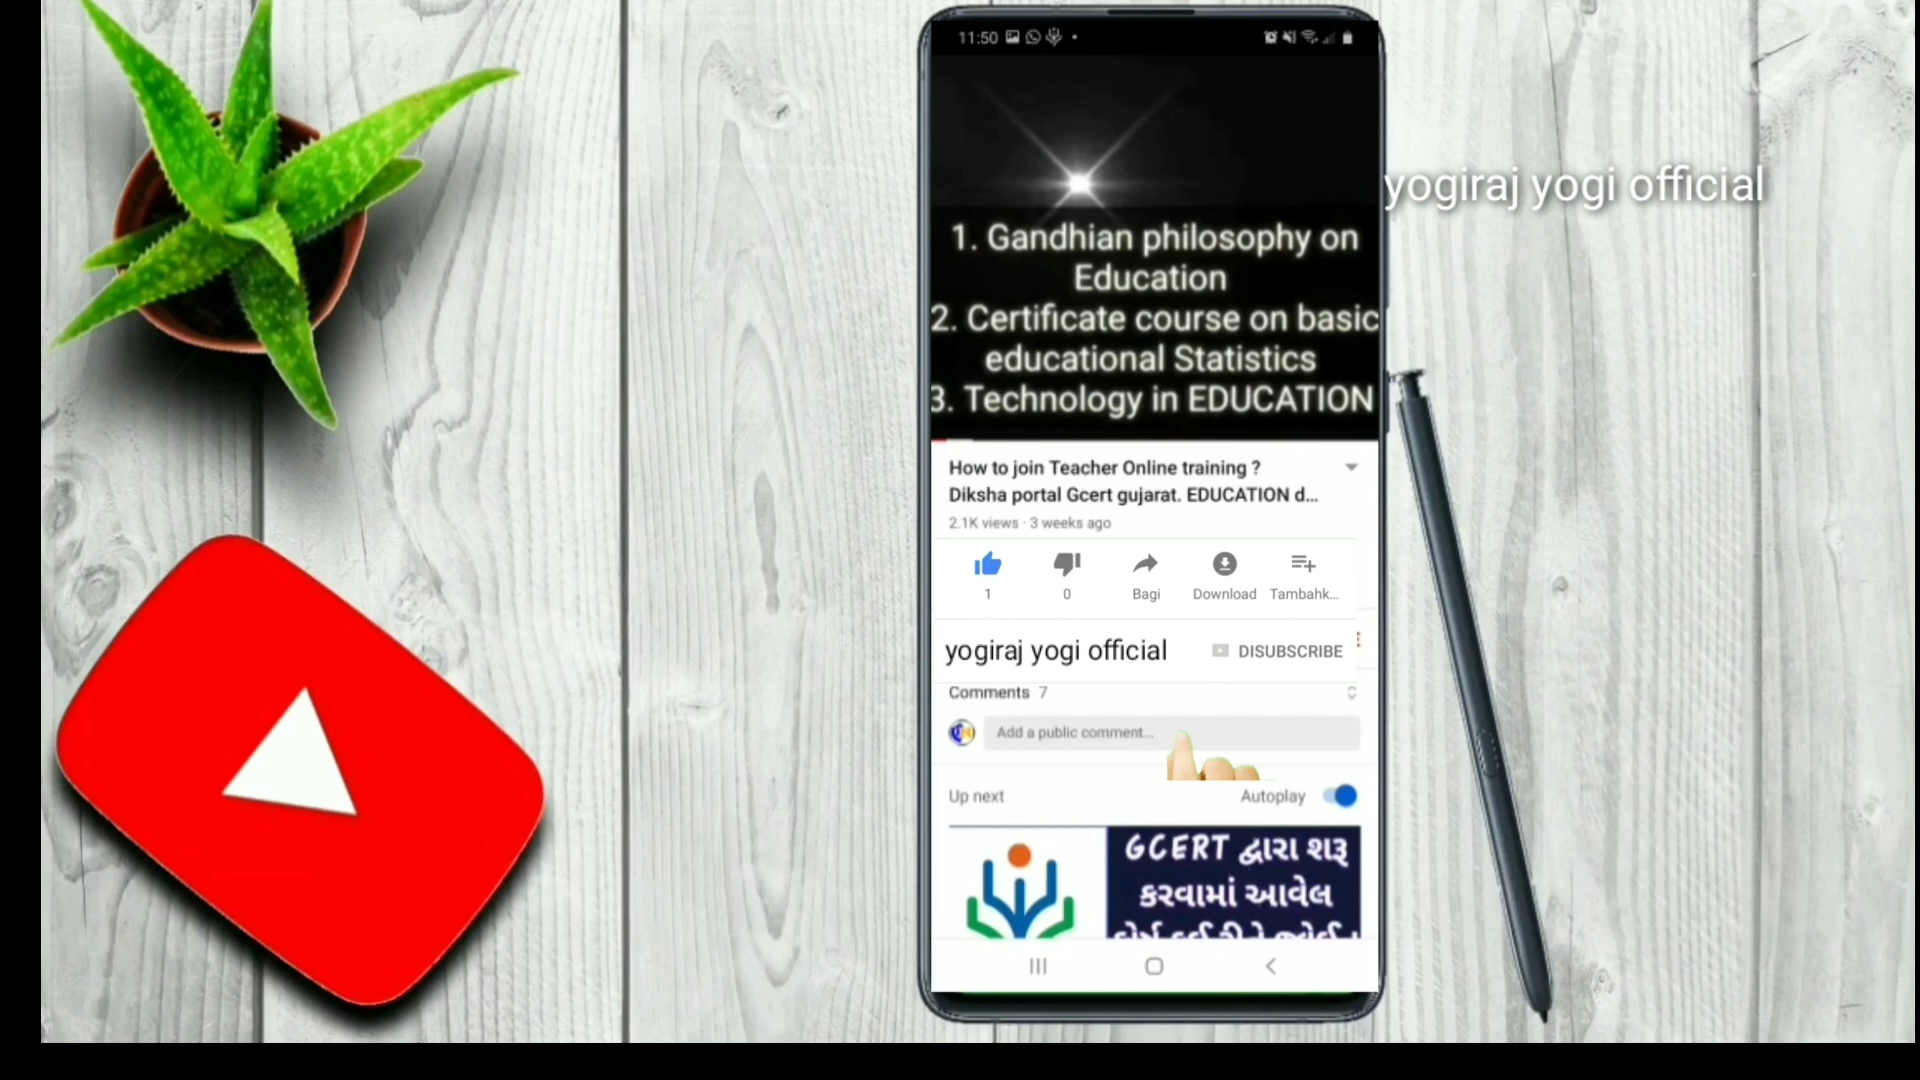 11:50
yogiraj yogi official
1. Gandhian philosophy on
Education
2. Certificate course on basic
educational Statistics
3. Technology in EDUCATION
How to join Teacher Online training ?
Diksha portal Gcert gujarat. EDUCATION d...
2.1K views · 3 weeks ago
1
0
Bagi
Download
Tambahk...
yogiraj yogi official
DISUBSCRIBE
Comments 7
Add a public comment...
Up next
Autoplay
GCERT દ્વારા શરૂ
કરવામાં આવેલ